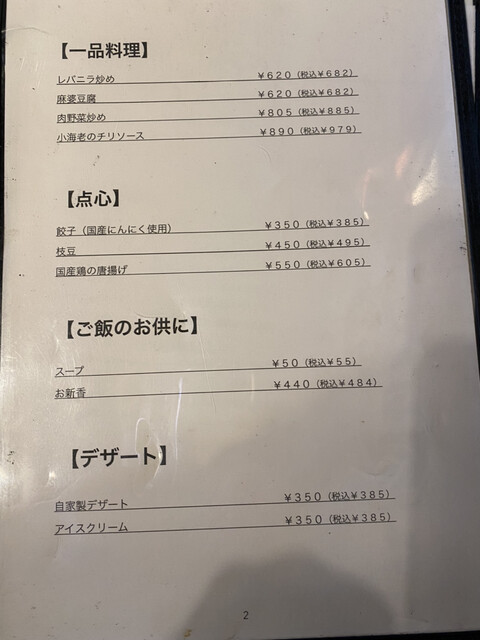 【一品料理】
レバニラ炒め ￥620（税込￥682）
麻婆豆腐 ￥620（税込￥682）
肉野菜炒め ￥805（税込￥885）
小海老のチリソース ￥890（税込￥979）
【点心】
餃子（国産にんにく使用） ￥350（税込￥385）
枝豆 ￥450（税込￥495）
国産鶏の唐揚げ ￥550（税込￥605）
【ご飯のお供に】
スープ ￥50（税込￥55）
お新香 ￥440（税込￥484）
【デザート】
自家製デザート ￥350（税込￥385）
アイスクリーム ￥350（税込￥385）
2